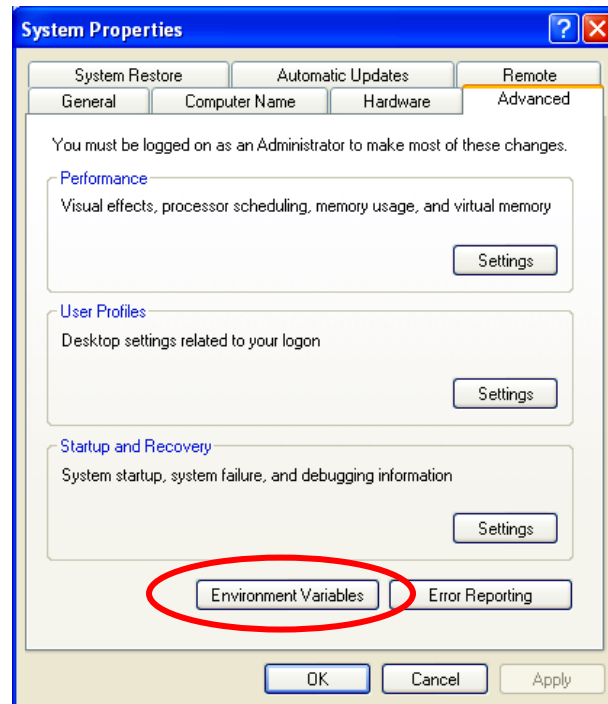 System Properties
System Restore Automatic Updates Remote
General Computer Name Hardware Advanced
You must be logged on as an Administrator to make most of these changes.
Performance
Visual effects, processor scheduling, memory usage, and virtual memory
Settings
User Profiles
Desktop settings related to your logon
Settings
Startup and Recovery
System startup, system failure, and debugging information
Settings
Environment Variables Error Reporting
OK Cancel Apply